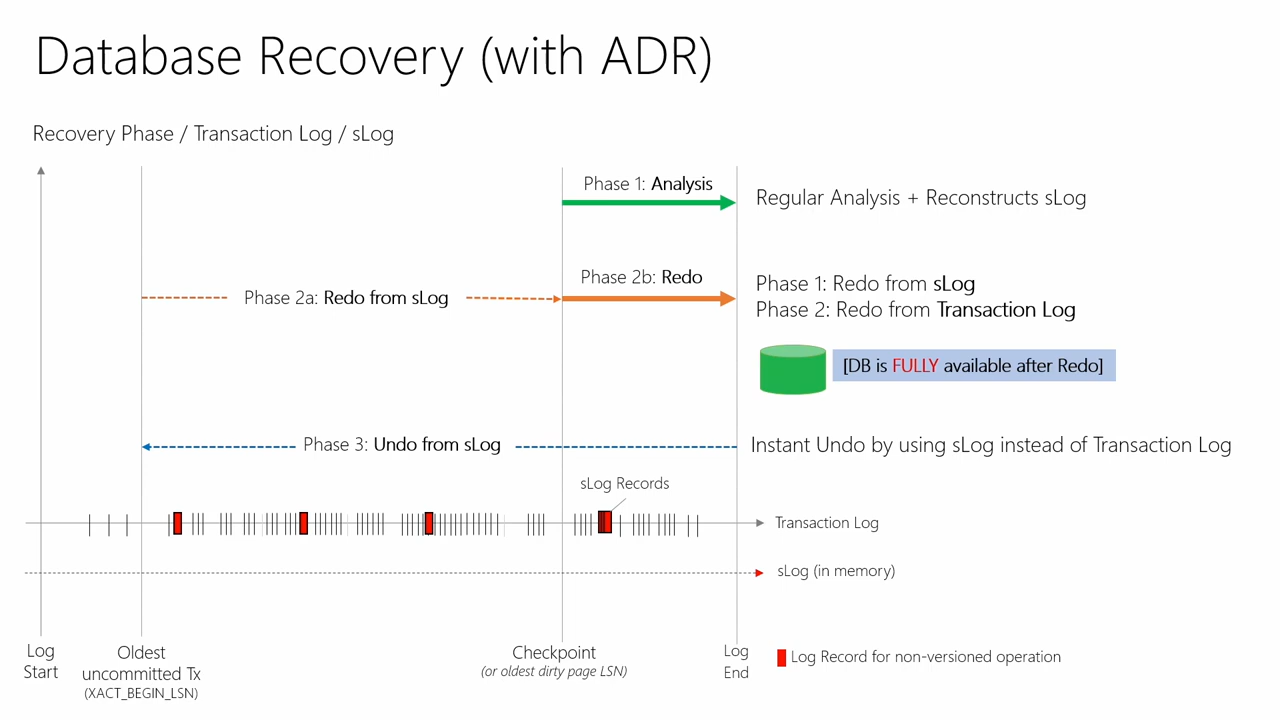 Database Recovery (with ADR)
Recovery Phase / Transaction Log / sLog
Phase 1: Analysis
Regular Analysis + Reconstructs sLog
Phase 2a: Redo from sLog
Phase 2b: Redo
Phase 1: Redo from sLog
Phase 2: Redo from Transaction Log
[DB is FULLY available after Redo]
Phase 3: Undo from sLog
Instant Undo by using sLog instead of Transaction Log
sLog Records
Transaction Log
sLog (in memory)
Log
Start
Oldest
uncommitted Tx
(XACT_BEGIN_LSN)
Checkpoint
(or oldest dirty page LSN)
Log
End
Log Record for non-versioned operation